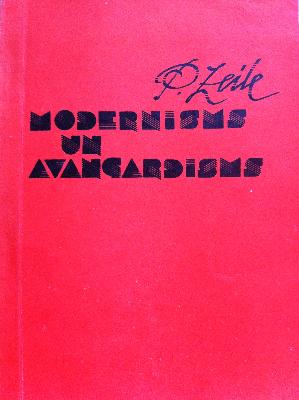 P. Zeile
MODERNISMS
UN
AVANGARDISMS